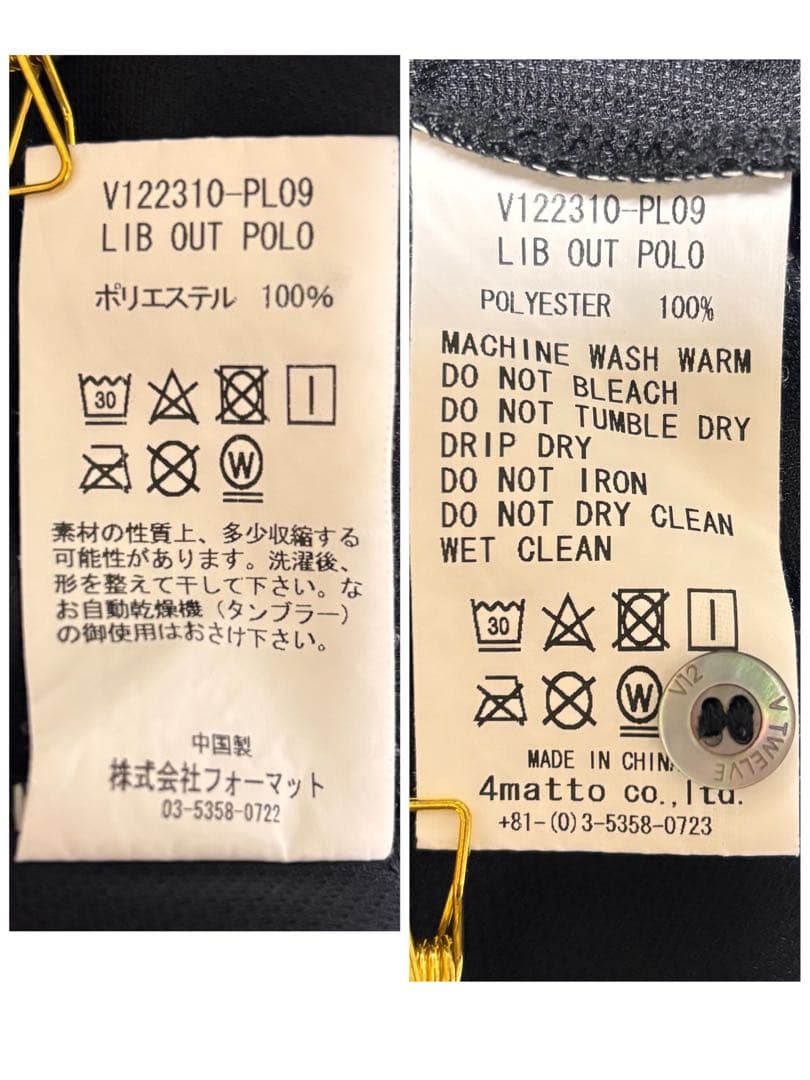 V122310-PL09
LIB OUT POLO
ポリエステル 100%
30
W
素材の性質上、多少収縮する
可能性があります。洗濯後、
形を整えて干して下さい。な
お自動乾燥機（タンブラー）
の御使用はおさけ下さい。
中国製
株式会社フォーマット
03-5358-0722
V122310-PL09
LIB OUT POLO
POLYESTER 100%
MACHINE WASH WARM
DO NOT BLEACH
DO NOT TUMBLE DRY
DRIP DRY
DO NOT IRON
DO NOT DRY CLEAN
WET CLEAN
30
W
V12
V TWELVE
MADE IN CHIN
4matto co.,ltd.
+81-(0)3-5358-0723